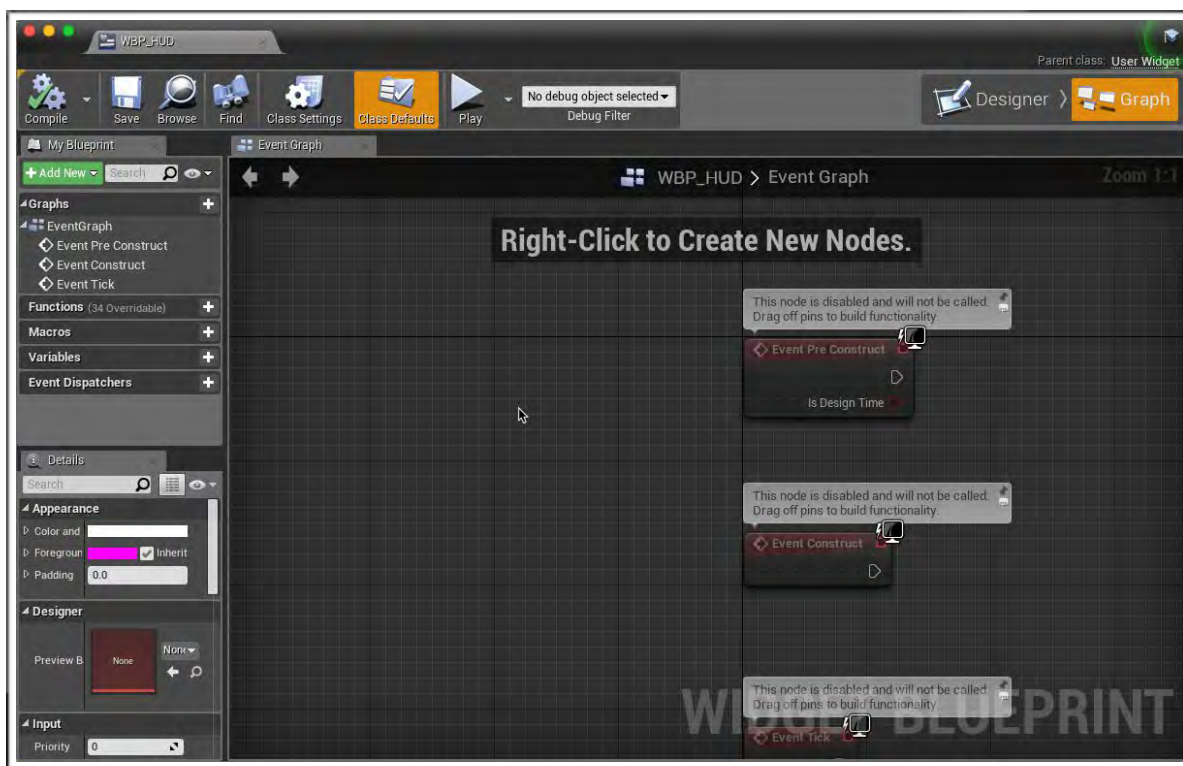 WBP_HUD
Parent class: User Widget
Compile
Save
Browse
Find
Class Settings
Class Defaults
Play
No debug object selected
Debug Filter
Designer
Graph
My Blueprint
Event Graph
+ Add New
Search
WBP_HUD > Event Graph
Zoom 1:1
Graphs
EventGraph
Event Pre Construct
Event Construct
Event Tick
Functions (34 Overridable)
Macros
Variables
Event Dispatchers
Right-Click to Create New Nodes.
This node is disabled and will not be called.
Drag off pins to build functionality.
Event Pre Construct
Is Design Time
This node is disabled and will not be called.
Drag off pins to build functionality.
Event Construct
This node is disabled and will not be called.
Drag off pins to build functionality.
Event Tick
WIDGET BLUEPRINT
Details
Search
Appearance
Color and
Foregroun
Inherit
Padding
0.0
Designer
Preview B
None
None
Input
Priority
0